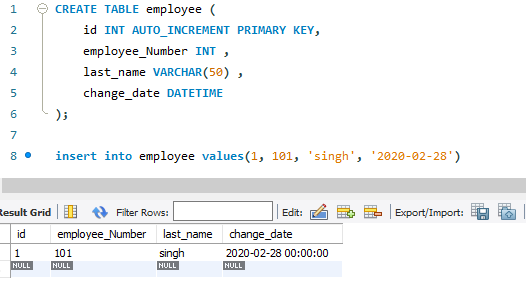 1 CREATE TABLE employee (
2 id INT AUTO_INCREMENT PRIMARY KEY,
3 employee_Number INT ,
4 last_name VARCHAR(50) ,
5 change_date DATETIME
6 );
7
8 insert into employee values(1, 101, 'singh', '2020-02-28')
Result Grid Filter Rows: Edit: Export/Import:
id employee_Number last_name change_date
1 101 singh 2020-02-28 00:00:00
NULL NULL NULL NULL